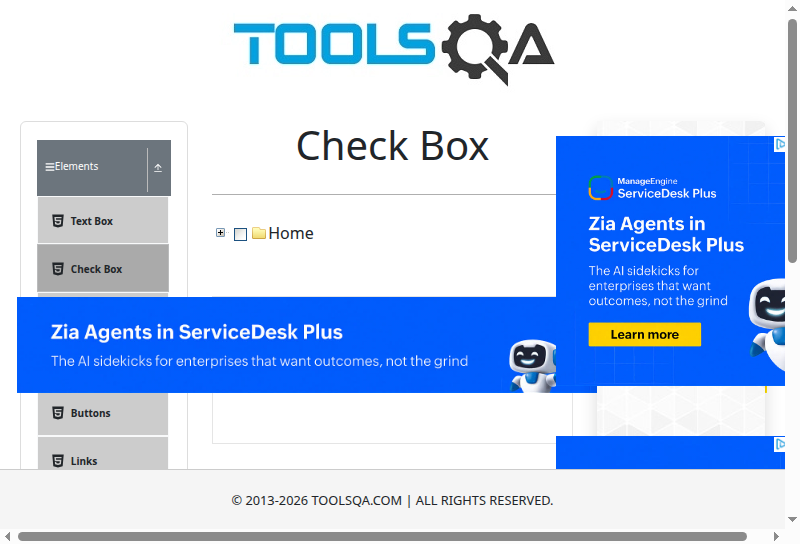 TOOLSQA
Check Box
Elements
Text Box
Check Box
Home
ManageEngine
ServiceDesk Plus
Zia Agents in
ServiceDesk Plus
The AI sidekicks for
enterprises that want
outcomes, not the grind
Learn more
Zia Agents in ServiceDesk Plus
The AI sidekicks for enterprises that want outcomes, not the grind
Buttons
Links
© 2013-2026 TOOLSQA.COM | ALL RIGHTS RESERVED.